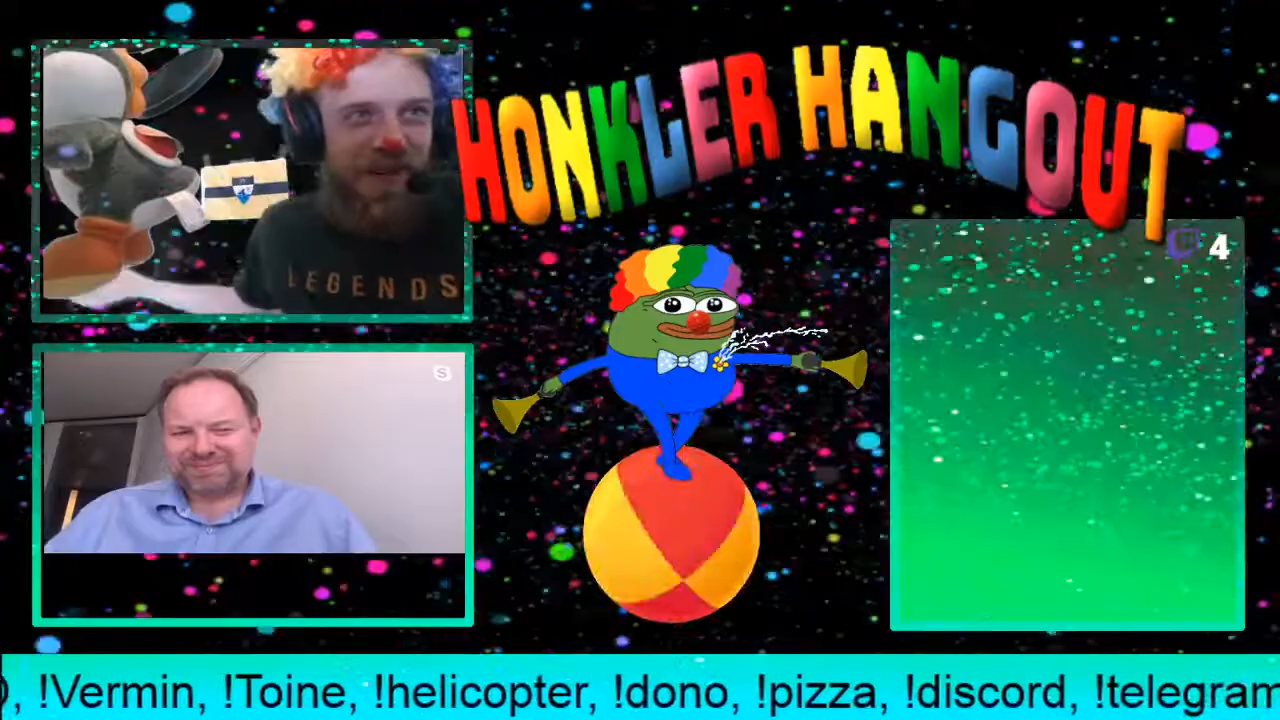 HONKLER HANGOUT
LEGENDS
4
S
), !Vermin, !Toine, !helicopter, !dono, !pizza, !discord, !telegram